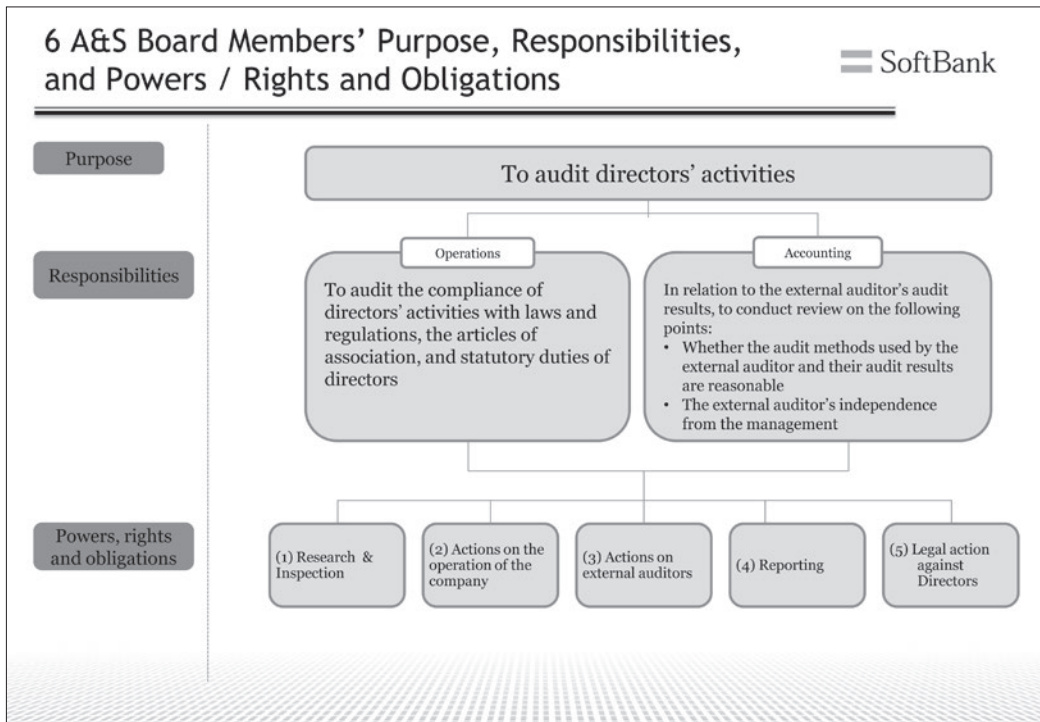 6 A&S Board Members’ Purpose, Responsibilities,
and Powers / Rights and Obligations
SoftBank
Purpose
To audit directors’ activities
Responsibilities
Operations
To audit the compliance of
directors’ activities with laws and
regulations, the articles of
association, and statutory duties of
directors
Accounting
In relation to the external auditor’s audit
results, to conduct review on the following
points:
• Whether the audit methods used by the
external auditor and their audit results
are reasonable
• The external auditor’s independence
from the management
Powers, rights
and obligations
(1) Research &
Inspection
(2) Actions on the
operation of the
company
(3) Actions on
external auditors
(4) Reporting
(5) Legal action
against
Directors